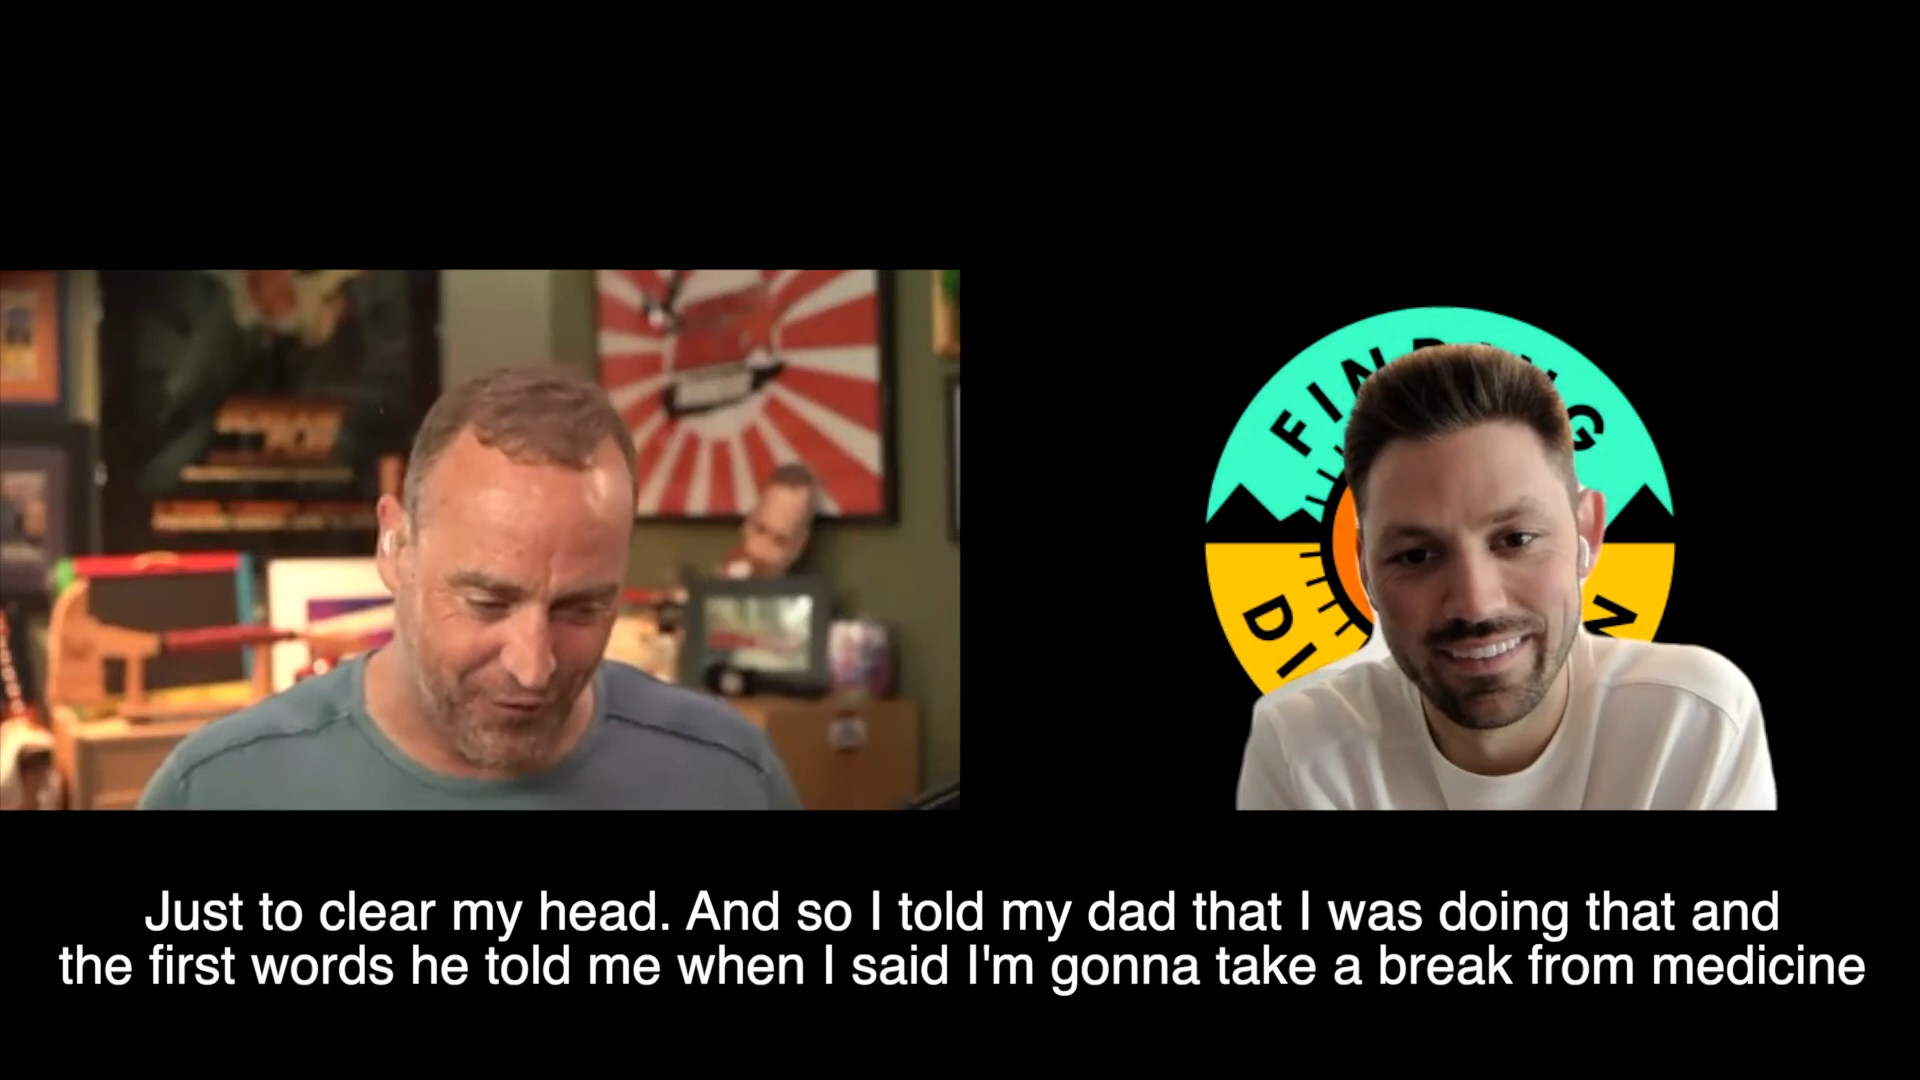 FINDING
Just to clear my head. And so I told my dad that I was doing that and
the first words he told me when I said I'm gonna take a break from medicine